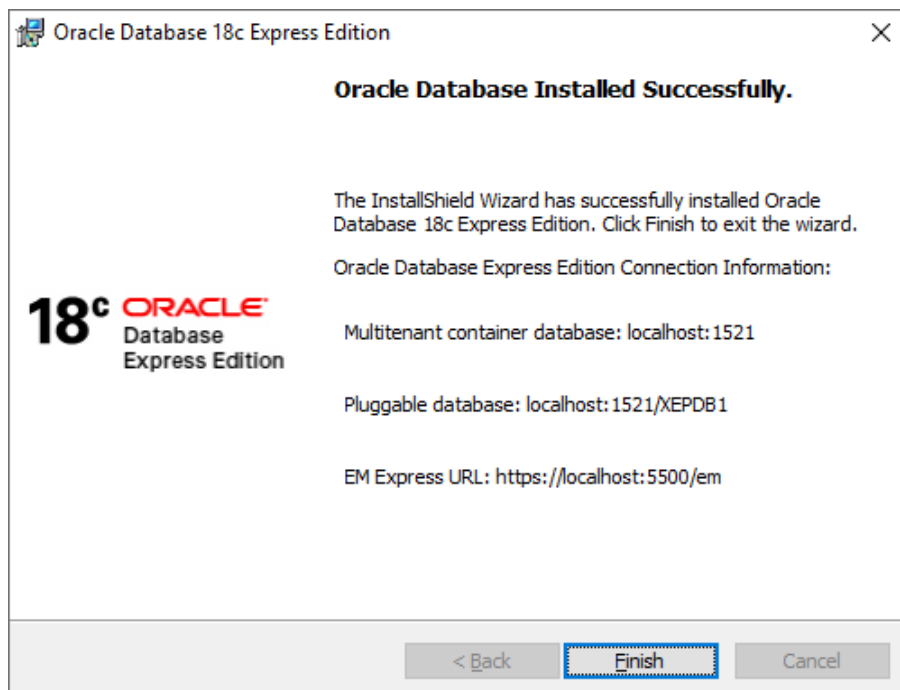 Oracle Database 18c Express Edition
Oracle Database Installed Successfully.
The InstallShield Wizard has successfully installed Oracle
Database 18c Express Edition. Click Finish to exit the wizard.
Oracle Database Express Edition Connection Information:
18c ORACLE
Database
Express Edition
Multitenant container database: localhost:1521
Pluggable database: localhost:1521/XEPDB1
EM Express URL: https://localhost:5500/em
< Back
Finish
Cancel